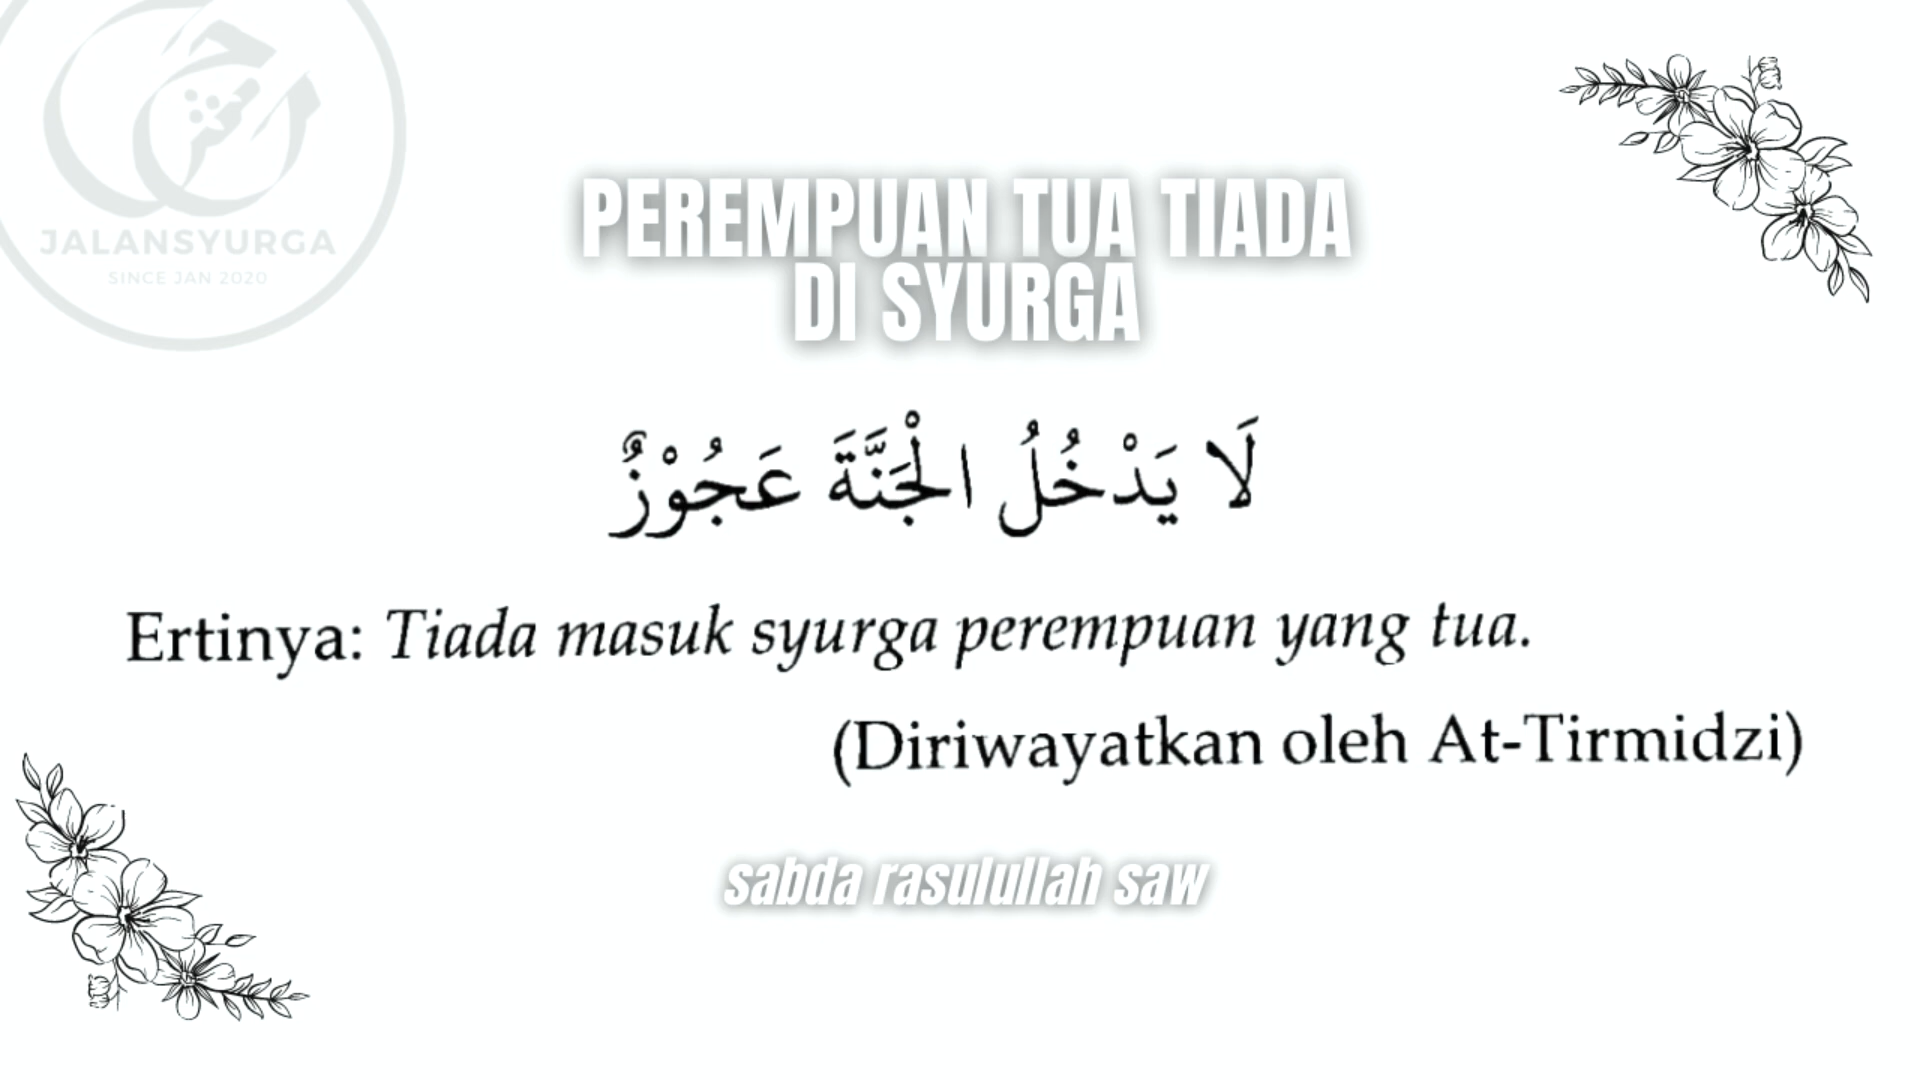 JALANSYURGA
SINCE JAN 2020
PEREMPUAN TUA TIADA
DI SYURGA
لَا يَدْخُلُ الْجَنَّةَ عَجُوْزٌ
Ertinya: Tiada masuk syurga perempuan yang tua.
(Diriwayatkan oleh At-Tirmidzi)
sabda rasulullah saw